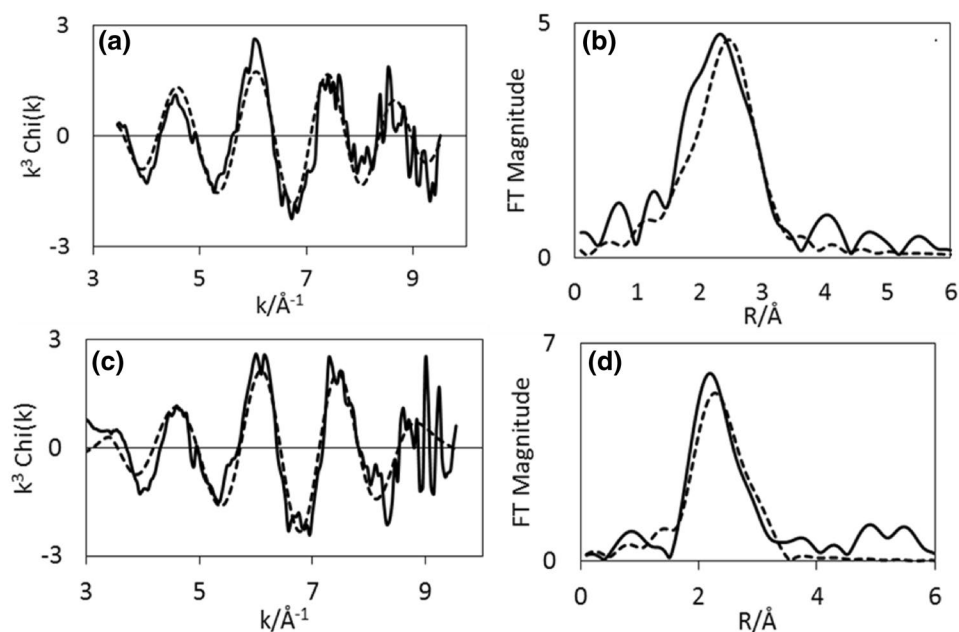 (a)
3
0
-3
k³ Chi(k)
3 5 7 9
k/Å⁻¹
(b)
5
0
FT Magnitude
0 1 2 3 4 5 6
R/Å
(c)
3
0
-3
k³ Chi(k)
3 5 7 9
k/Å⁻¹
(d)
7
0
FT Magnitude
0 2 4 6
R/Å